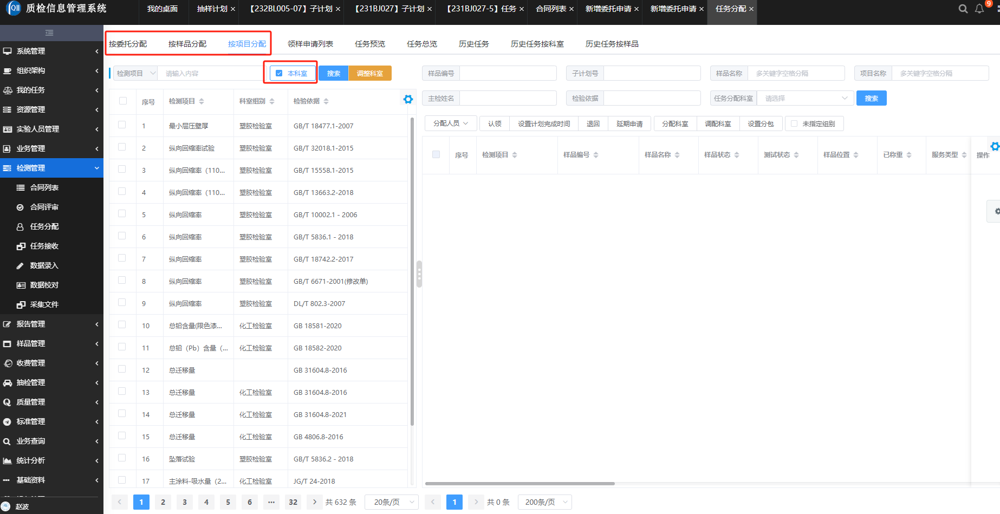 质检信息管理系统
我的桌面
抽样计划 ×
【232BL005-07】子计划 ×
【231BJ027】子计划 ×
【231BJ027-5】任务 ×
合同列表 ×
新增委托申请 ×
新增委托申请 ×
任务分配 ×
9
系统管理
组织架构
我的任务
资源管理
实验人员管理
业务管理
检测管理
合同列表
合同评审
任务分配
任务接收
数据录入
数据校对
采集文件
报告管理
样品管理
收费管理
抽检管理
质量管理
标准管理
业务查询
统计分析
基础资料
赵波
按委托分配 按样品分配 按项目分配 领样申请列表 任务预览 任务总览 历史任务 历史任务按科室 历史任务按样品
检测项目 请输入内容 本科室 搜索 调整科室
序号 检测项目 科室组别 检验依据
1 最小层压壁厚 塑胶检验室 GB/T 18477.1-2007
2 纵向回缩率试验 塑胶检验室 GB/T 32018.1-2015
3 纵向回缩率（110... 塑胶检验室 GB/T 15558.1-2015
4 纵向回缩率（110... 塑胶检验室 GB/T 13663.2-2018
5 纵向回缩率 塑胶检验室 GB/T 10002.1 - 2006
6 纵向回缩率 塑胶检验室 GB/T 5836.1 - 2018
7 纵向回缩率 塑胶检验室 GB/T 18742.2-2017
8 纵向回缩率 塑胶检验室 GB/T 6671-2001(修改单)
9 纵向回缩率 塑胶检验室 DL/T 802.3-2007
10 总铅含量(限色漆... 化工检验室 GB 18581-2020
11 总铅（Pb）含量（... 化工检验室 GB 18582-2020
12 总迁移量 GB 31604.8-2016
13 总迁移量 化工检验室 GB 31604.8-2016
14 总迁移量 化工检验室 GB 31604.8-2021
15 总迁移量 化工检验室 GB 4806.8-2016
16 坠落试验 塑胶检验室 GB/T 5836.2 - 2018
17 主涂料-吸水量（2... 化工检验室 JG/T 24-2018
1 2 3 4 5 6 ••• 32 共 632 条 20条/页
样品编号 子计划号 样品名称 多关键字空格分隔 项目名称 多关键字空格分隔
主检姓名 检验依据 任务分配科室 请选择 搜索
分配人员 认领 设置计划完成时间 退回 延期申请 分配科室 调配科室 设置分包 未指定组别
序号 检测项目 样品编号 样品名称 样品状态 测试状态 样品位置 已称重 服务类型 操作
1 共 0 条 200条/页